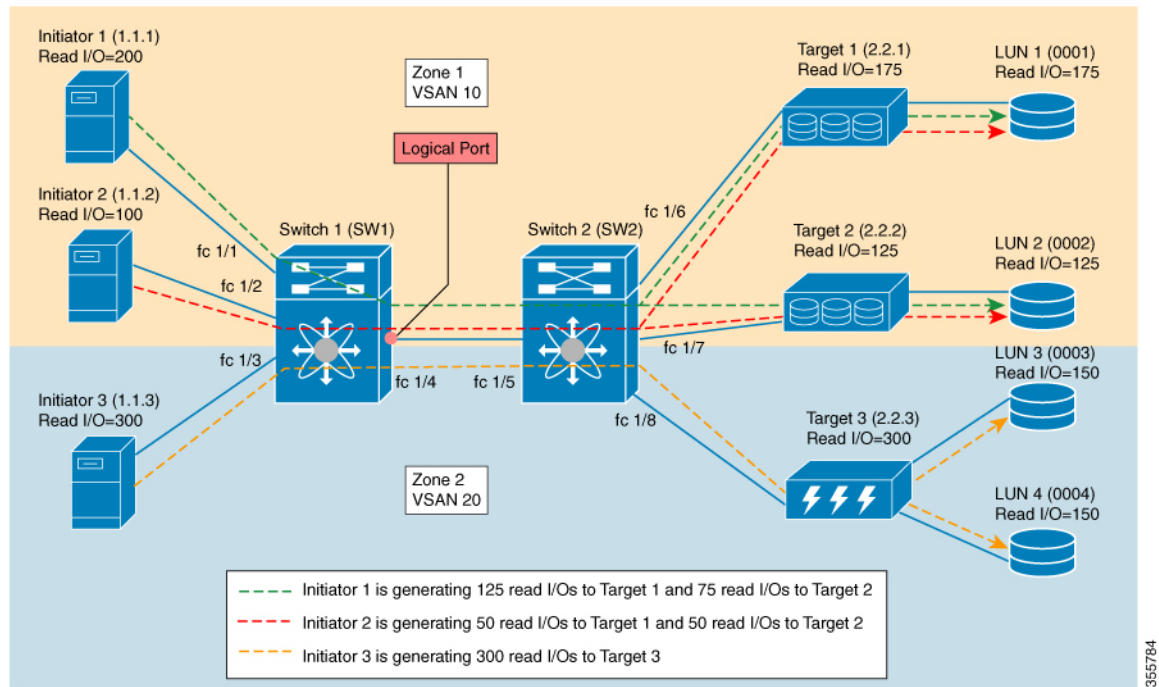 Initiator 1 (1.1.1)
Read I/O=200
Zone 1
VSAN 10
Target 1 (2.2.1)
Read I/O=175
LUN 1 (0001)
Read I/O=175
Logical Port
Initiator 2 (1.1.2)
Read I/O=100
Switch 1 (SW1)
Switch 2 (SW2)
fc 1/6
Target 2 (2.2.2)
Read I/O=125
LUN 2 (0002)
Read I/O=125
fc 1/1
fc 1/2
fc 1/3
fc 1/4
fc 1/5
fc 1/7
fc 1/8
LUN 3 (0003)
Read I/O=150
Initiator 3 (1.1.3)
Read I/O=300
Target 3 (2.2.3)
Read I/O=300
Zone 2
VSAN 20
LUN 4 (0004)
Read I/O=150
Initiator 1 is generating 125 read I/Os to Target 1 and 75 read I/Os to Target 2
Initiator 2 is generating 50 read I/Os to Target 1 and 50 read I/Os to Target 2
Initiator 3 is generating 300 read I/Os to Target 3
355784